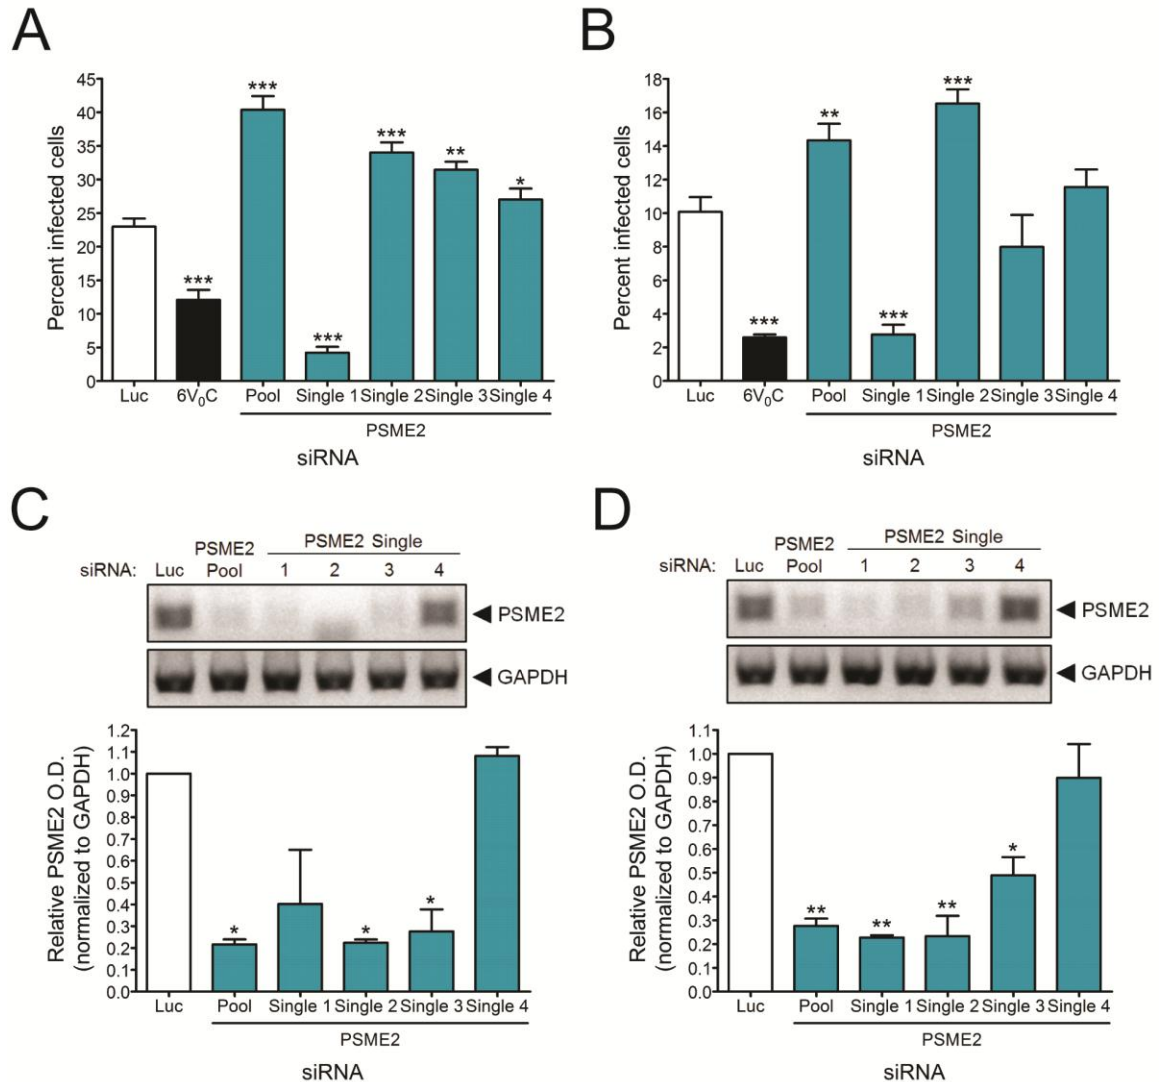 A
Percent infected cells
45
40
35
30
25
20
15
10
5
0
***
***
***
***
**
*
Luc 6V₀C Pool Single 1 Single 2 Single 3 Single 4
PSME2
siRNA
B
Percent infected cells
18
16
14
12
10
8
6
4
2
0
***
**
***
***
Luc 6V₀C Pool Single 1 Single 2 Single 3 Single 4
PSME2
siRNA
C
PSME2 PSME2 Single
siRNA: Luc Pool 1 2 3 4
PSME2
GAPDH
Relative PSME2 O.D.
(normalized to GAPDH)
1.2
1.1
1.0
0.9
0.8
0.7
0.6
0.5
0.4
0.3
0.2
0.1
0.0
*
*
*
Luc Pool Single 1 Single 2 Single 3 Single 4
PSME2
siRNA
D
PSME2 PSME2 Single
siRNA: Luc Pool 1 2 3 4
PSME2
GAPDH
Relative PSME2 O.D.
(normalized to GAPDH)
1.1
1.0
0.9
0.8
0.7
0.6
0.5
0.4
0.3
0.2
0.1
0.0
**
**
**
*
Luc Pool Single 1 Single 2 Single 3 Single 4
PSME2
siRNA